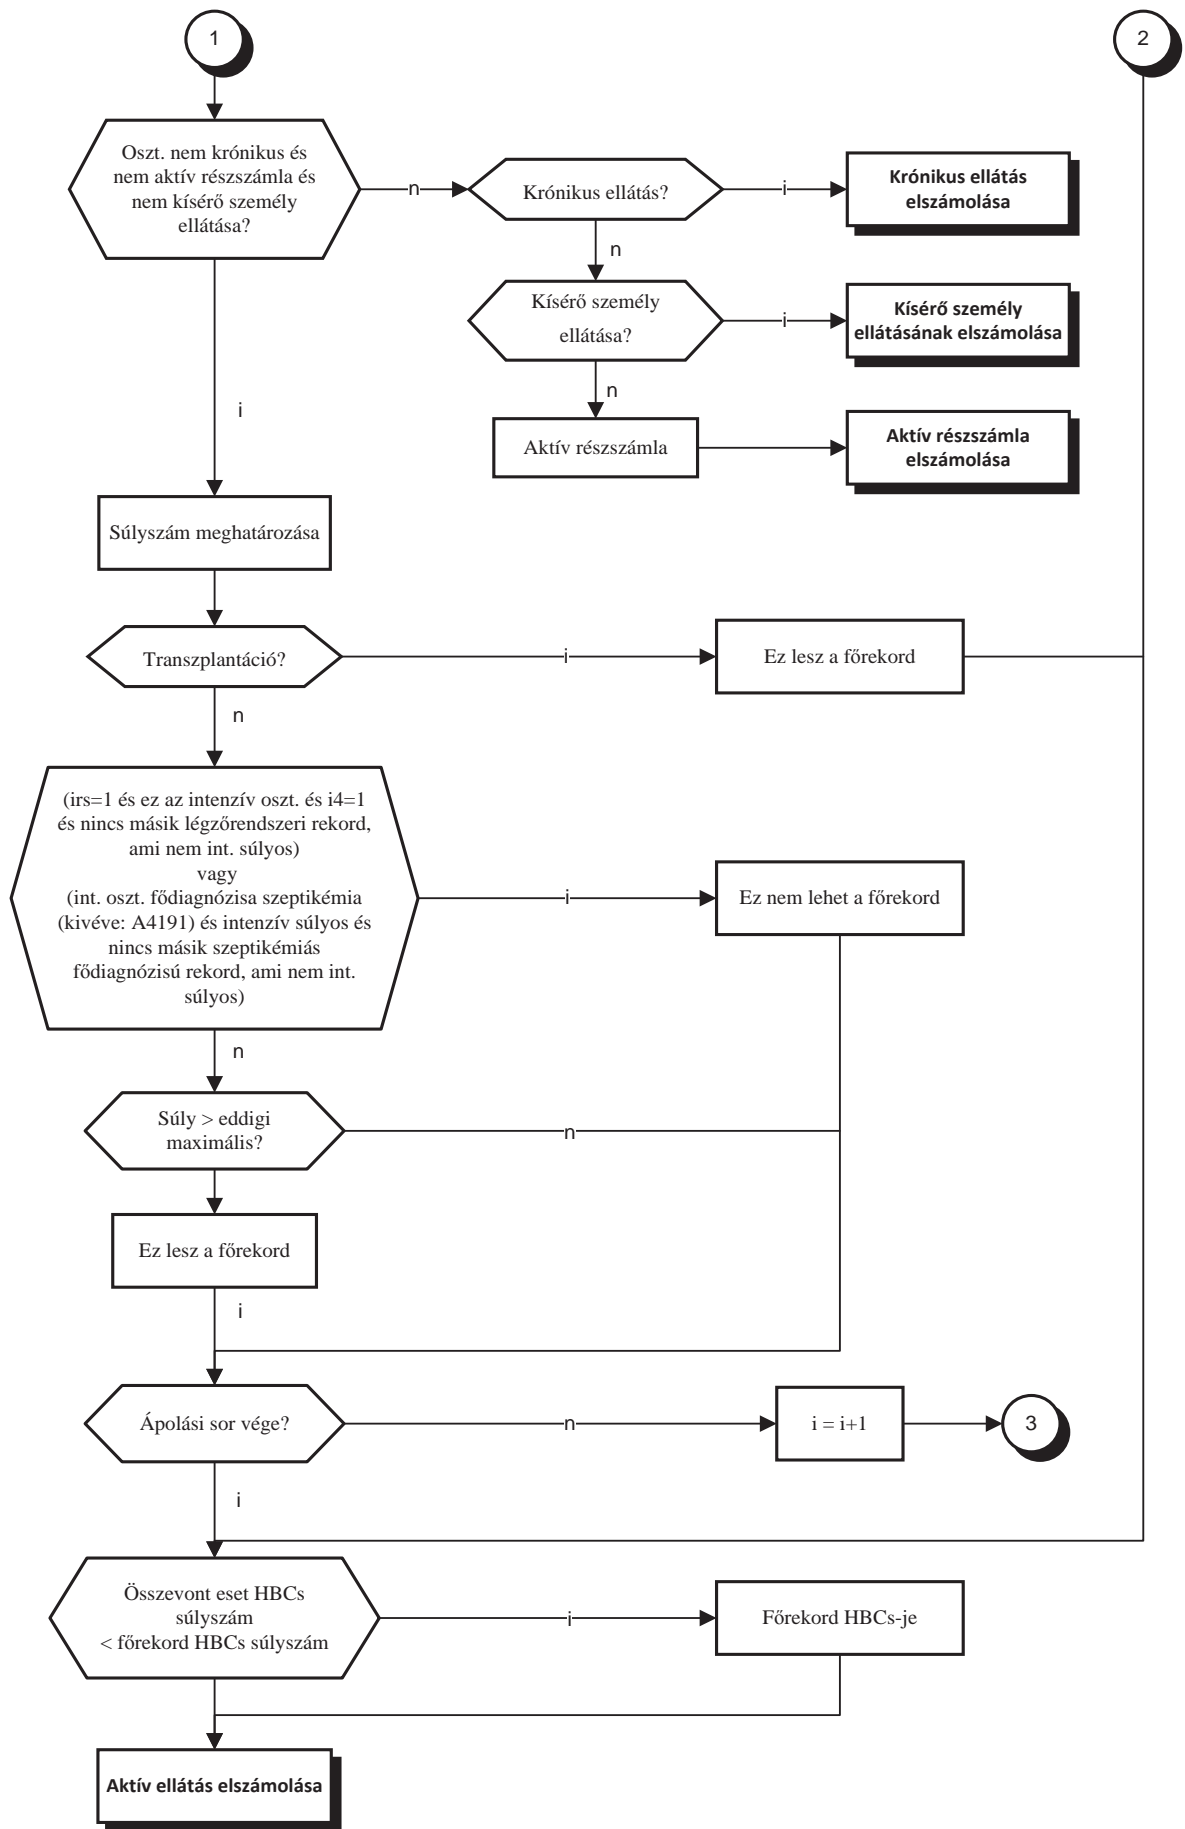 1
2
Oszt. nem krónikus és
nem aktív részszámla és
nem kísérő személy
ellátása?
n
Krónikus ellátás?
i
Krónikus ellátás
elszámolása
n
Kísérő személy
ellátása?
i
Kísérő személy
ellátásának elszámolása
n
i
Aktív részszámla
Aktív részszámla
elszámolása
Súlyszám meghatározása
Transzplantáció?
i
Ez lesz a főrekord
n
(irs=1 és ez az intenzív oszt. és i4=1
és nincs másik légzőrendszeri rekord,
ami nem int. súlyos)
vagy
(int. oszt. fődiagnózisa szeptikémia
(kivéve: A4191) és intenzív súlyos és
nincs másik szeptikémiás
fődiagnózisú rekord, ami nem int.
súlyos)
i
Ez nem lehet a főrekord
n
Súly > eddigi
maximális?
n
Ez lesz a főrekord
i
Ápolási sor vége?
n
i = i+1
3
i
Összevont eset HBCs
súlyszám
< főrekord HBCs súlyszám
i
Főrekord HBCs-je
Aktív ellátás elszámolása